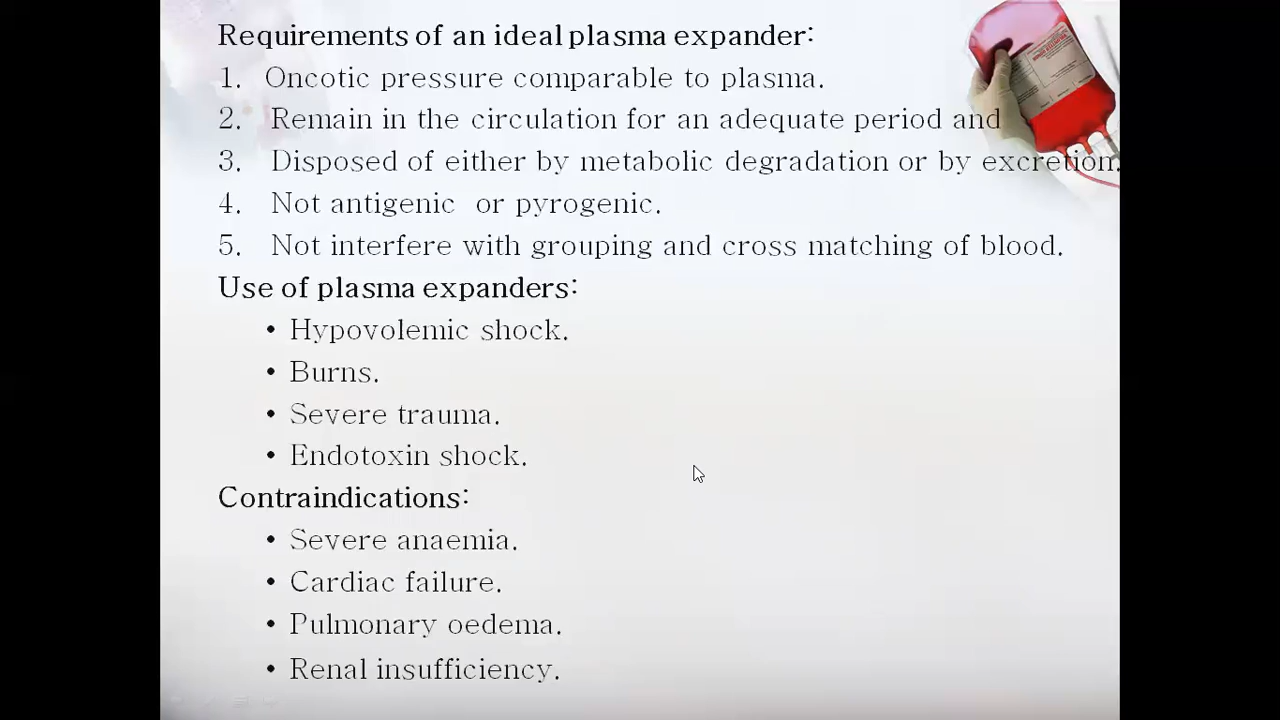 Requirements of an ideal plasma expander:
1. Oncotic pressure comparable to plasma.
2. Remain in the circulation for an adequate period and
3. Disposed of either by metabolic degradation or by excretion.
4. Not antigenic or pyrogenic.
5. Not interfere with grouping and cross matching of blood.
Use of plasma expanders:
• Hypovolemic shock.
• Burns.
• Severe trauma.
• Endotoxin shock.
Contraindications:
• Severe anaemia.
• Cardiac failure.
• Pulmonary oedema.
• Renal insufficiency.